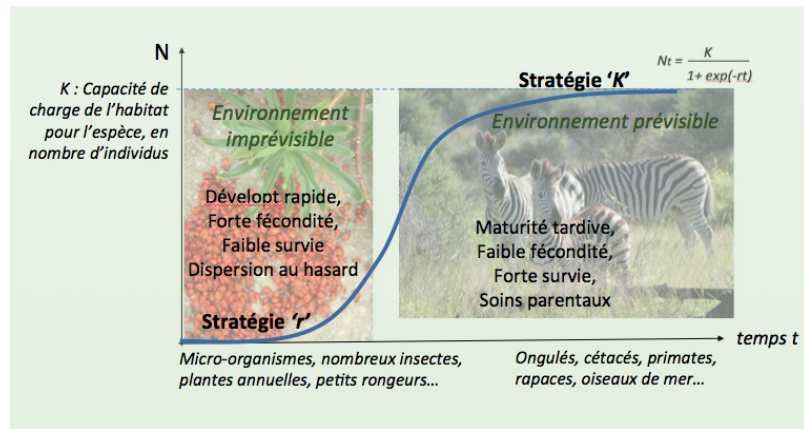 N
K : Capacité de
charge de l'habitat
pour l'espèce, en
nombre d'individus
Environnement
imprévisible
Dévelopt rapide,
Forte fécondité,
Faible survie
Dispersion au hasard
Stratégie 'r'
Micro-organismes, nombreux insectes,
plantes annuelles, petits rongeurs...
Stratégie 'K'
Nt = K
1+ exp(-rt)
Environnement prévisible
Maturité tardive,
Faible fécondité,
Forte survie,
Soins parentaux
temps t
Ongulés, cétacés, primates,
rapaces, oiseaux de mer...